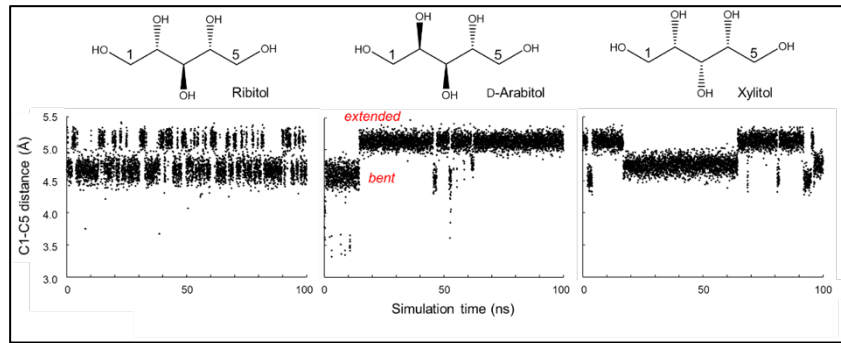 OH OH
HO 1 5 OH
OH
Ribitol
OH OH
HO 1 5 OH
OH
D-Arabitol
OH OH
HO 1 5 OH
OH
Xylitol
C1-C5 distance (Å)
5.5
5.0
4.5
4.0
3.5
3.0
extended
bent
0 50 100
0 50 100
0 50 100
Simulation time (ns)